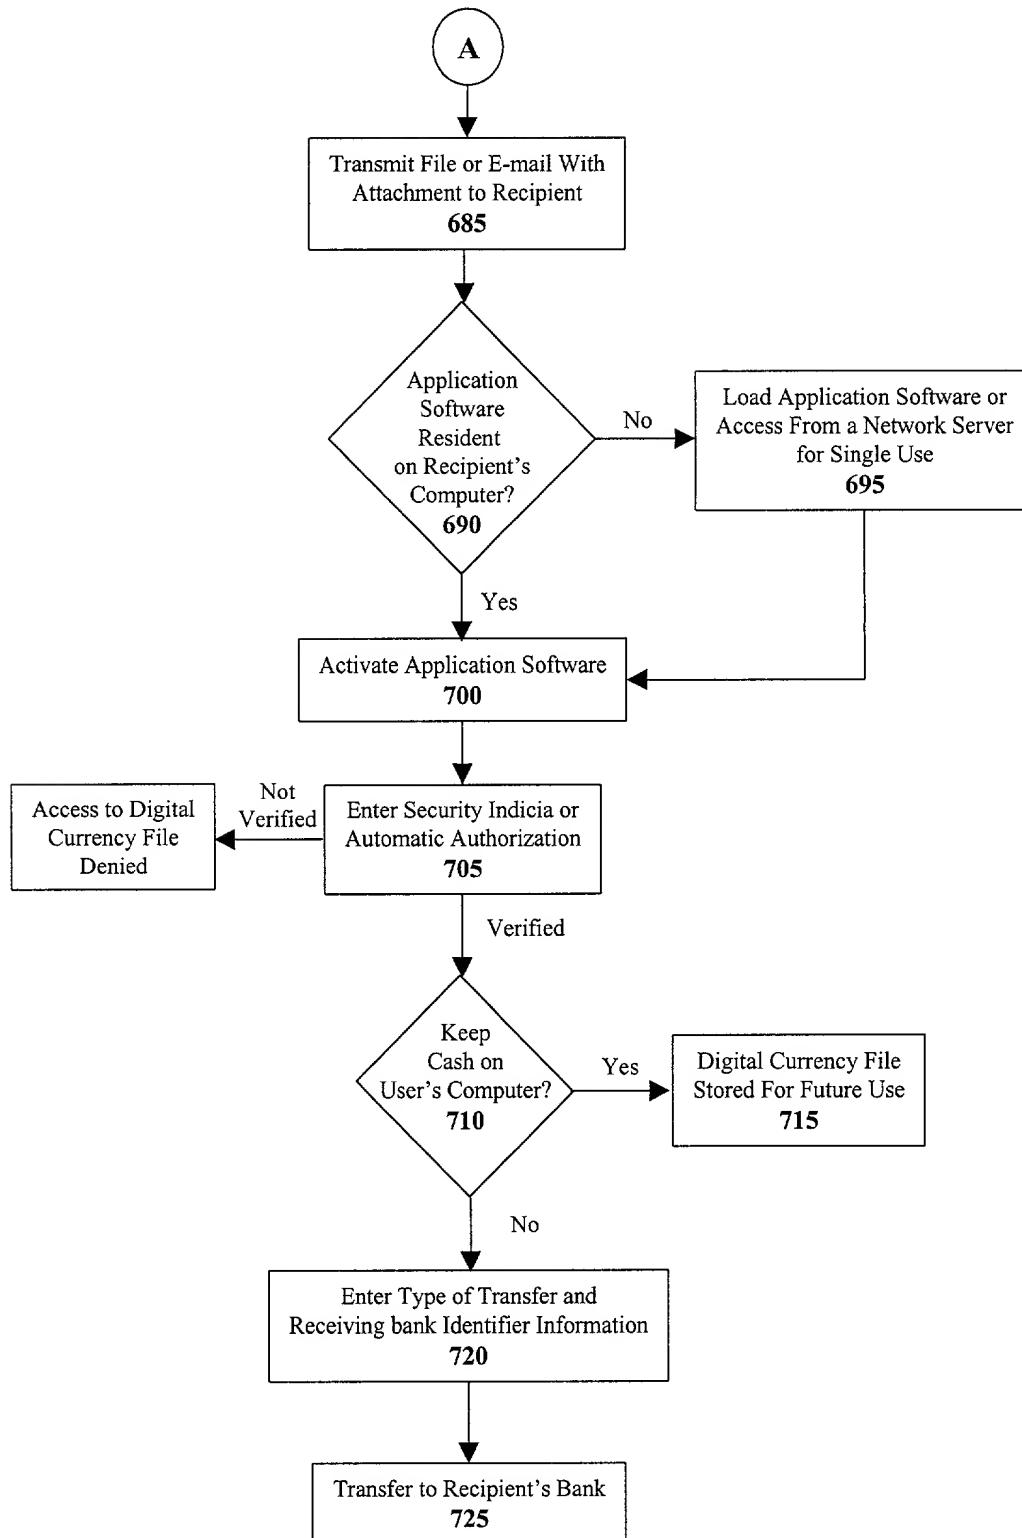 A
Transmit File or E-mail With
Attachment to Recipient
685
Application
Software
Resident
on Recipient's
Computer?
690
No
Load Application Software or
Access From a Network Server
for Single Use
695
Yes
Activate Application Software
700
Access to Digital
Currency File
Denied
Not
Verified
Enter Security Indicia or
Automatic Authorization
705
Verified
Keep
Cash on
User's Computer?
710
Yes
Digital Currency File
Stored For Future Use
715
No
Enter Type of Transfer and
Receiving bank Identifier Information
720
Transfer to Recipient's Bank
725